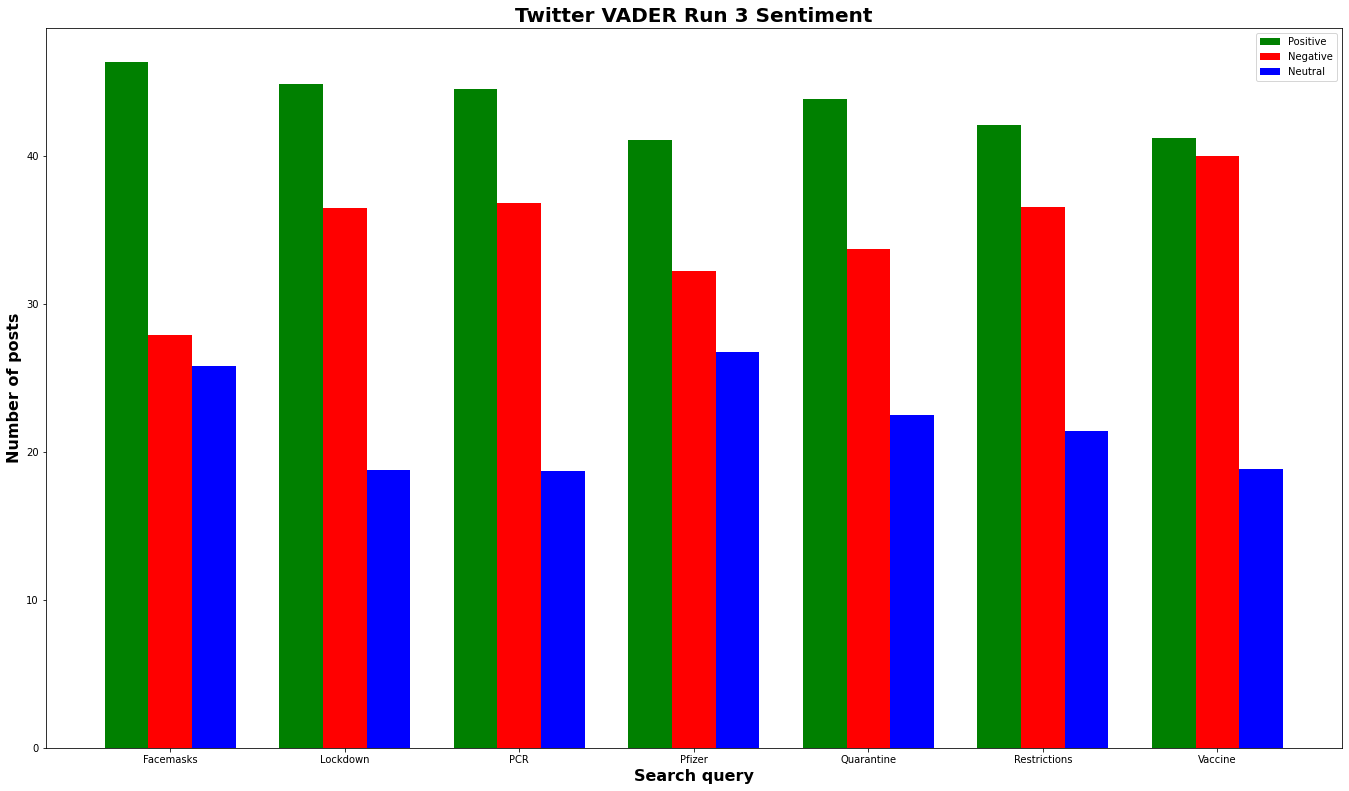 Twitter VADER Run 3 Sentiment
Positive
Negative
Neutral
Number of posts
40
30
20
10
0
Facemasks Lockdown PCR Pfizer Quarantine Restrictions Vaccine
Search query